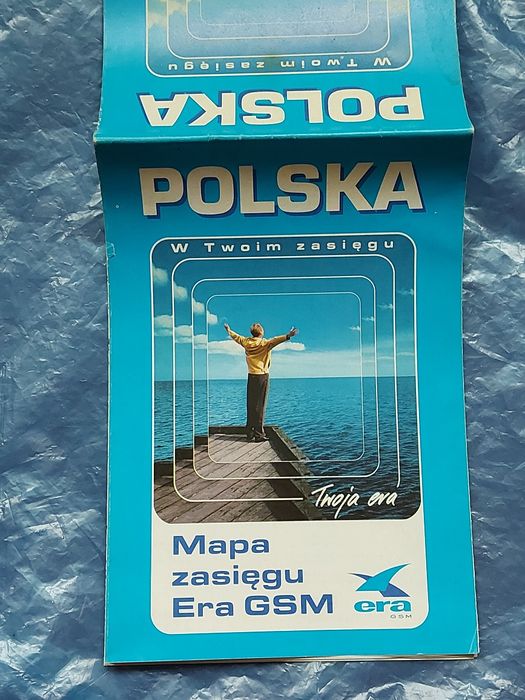 W Twoim zasięgu
POLSKA
POLSKA
W Twoim zasięgu
Twoja era
Mapa
zasięgu
Era GSM
era
GSM